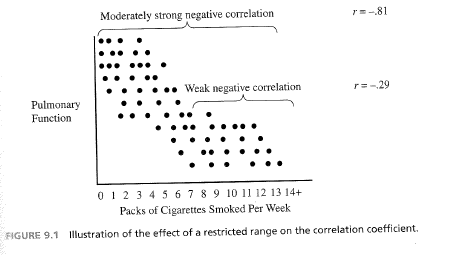 Moderately strong negative correlation
r = –.81
Weak negative correlation
r = –.29
Pulmonary
Function
0 1 2 3 4 5 6 7 8 9 10 11 12 13 14+
Packs of Cigarettes Smoked Per Week
FIGURE 9.1 Illustration of the effect of a restricted range on the correlation coefficient.